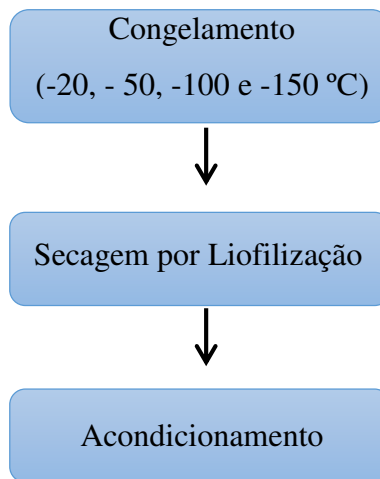 Congelamento
(-20, - 50, -100 e -150 ºC)
Secagem por Liofilização
Acondicionamento